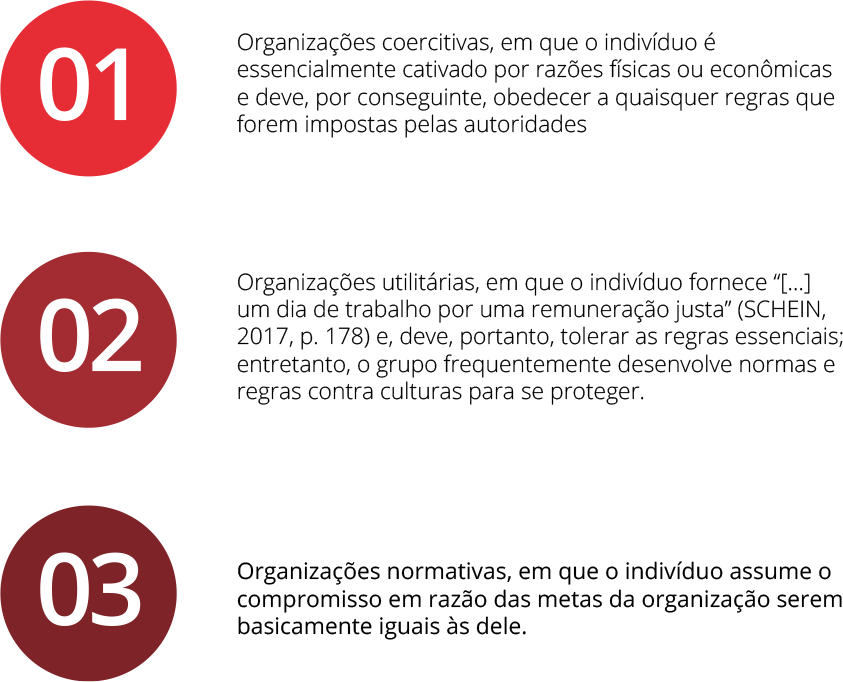 01
Organizações coercitivas, em que o indivíduo é
essencialmente cativado por razões físicas ou econômicas
e deve, por conseguinte, obedecer a quaisquer regras que
forem impostas pelas autoridades
02
Organizações utilitárias, em que o indivíduo fornece “[...]
um dia de trabalho por uma remuneração justa” (SCHEIN,
2017, p. 178) e, deve, portanto, tolerar as regras essenciais;
entretanto, o grupo frequentemente desenvolve normas e
regras contra culturas para se proteger.
03
Organizações normativas, em que o indivíduo assume o
compromisso em razão das metas da organização serem
basicamente iguais às dele.